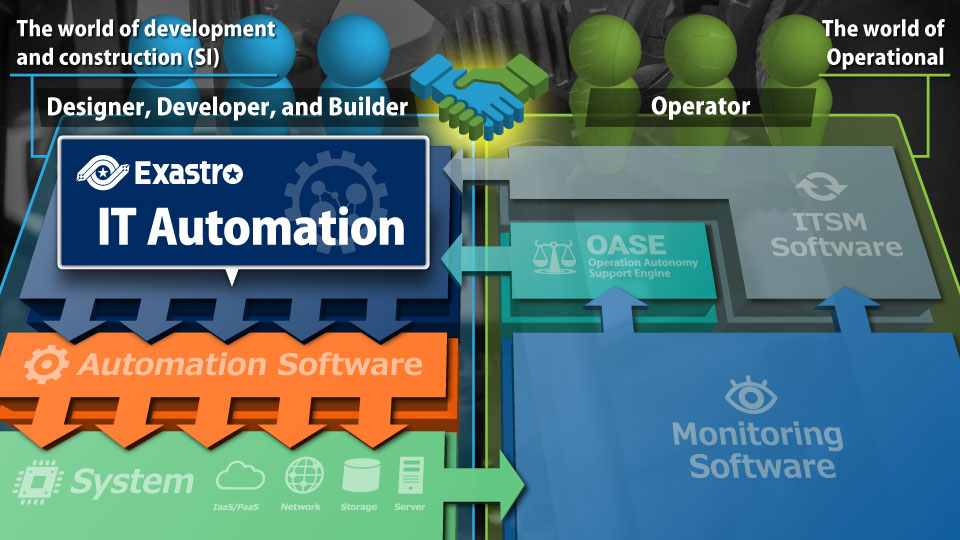 The world of development
and construction (SI)
The world of
Operational
Designer, Developer, and Builder
Operator
Exastro
IT Automation
ITSM
Software
OASE
Operation Autonomy
Support Engine
Automation Software
Monitoring
Software
System
IaaS/PaaS
Network
Storage
Server